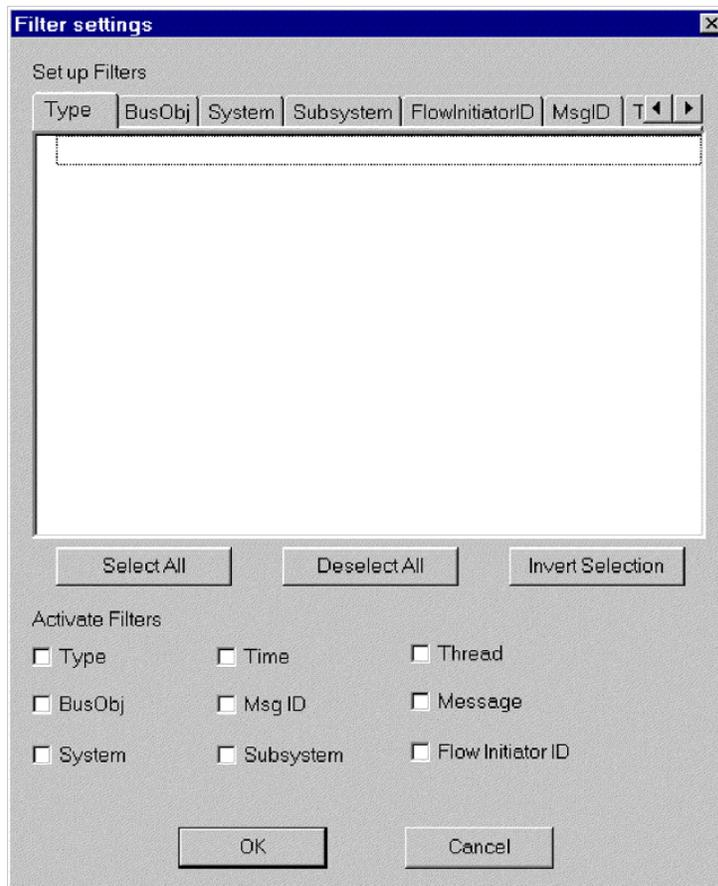 Filter settings
Set up Filters
Type BusObj System Subsystem FlowInitiatorID MsgID T
Select All Deselect All Invert Selection
Activate Filters
Type Time Thread
BusObj Msg ID Message
System Subsystem Flow Initiator ID
OK Cancel